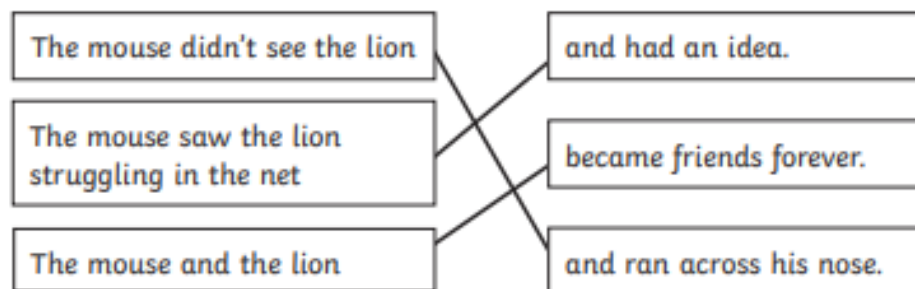 The mouse didn't see the lion
and had an idea.
The mouse saw the lion
struggling in the net
became friends forever.
The mouse and the lion
and ran across his nose.